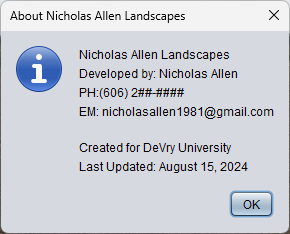 About Nicholas Allen Landscapes
Nicholas Allen Landscapes
Developed by: Nicholas Allen
PH:(606) 2##-####
EM: nicholasallen1981@gmail.com
Created for DeVry University
Last Updated: August 15, 2024
OK